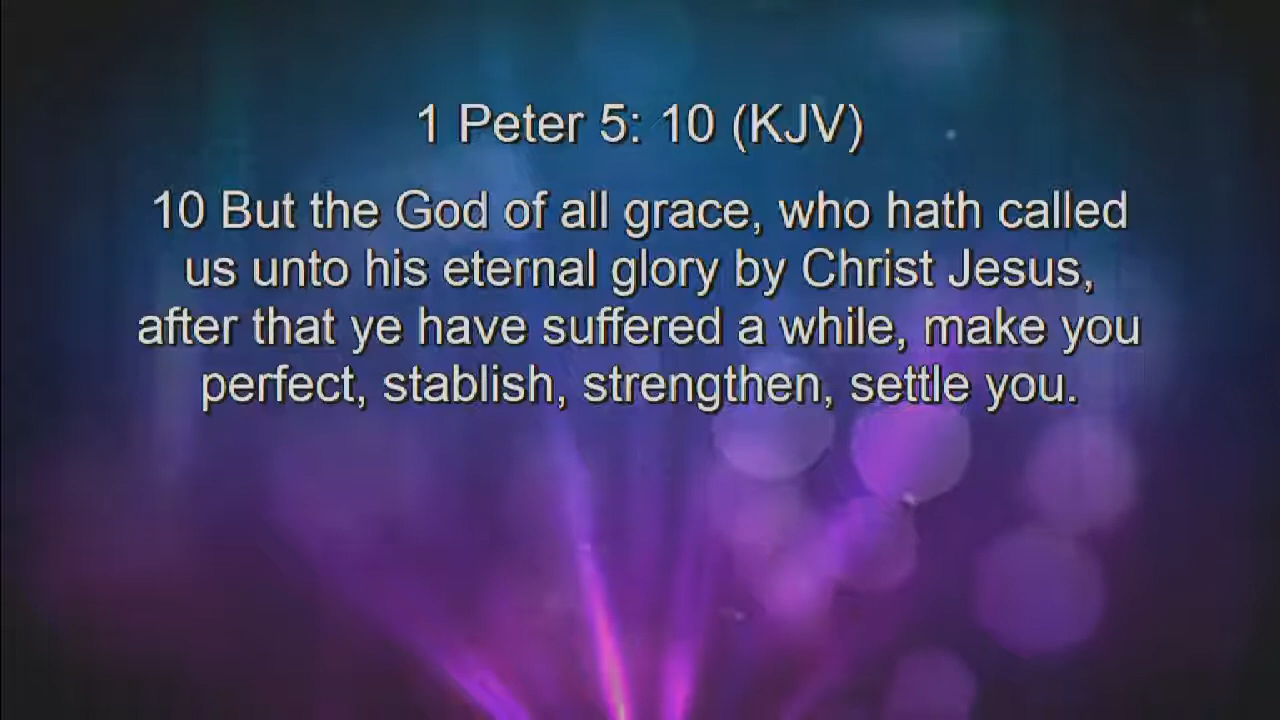 1 Peter 5: 10 (KJV)
10 But the God of all grace, who hath called
us unto his eternal glory by Christ Jesus,
after that ye have suffered a while, make you
perfect, stablish, strengthen, settle you.